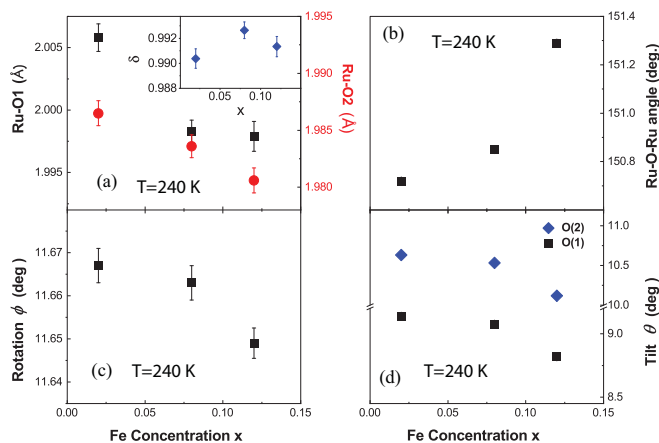 2.005
2.000
1.995
Ru-O1 (Å)
0.992
0.990
0.988
δ
0.05
0.10
x
1.995
1.990
1.985
1.980
Ru-O2 (Å)
(a)
T=240 K
(b)
T=240 K
151.4
151.2
151.0
150.8
Ru-O-Ru angle (deg.)
11.67
11.66
11.65
11.64
Rotation ϕ (deg )
(c)
T=240 K
0.00
0.05
0.10
0.15
Fe Concentration x
O(2)
O(1)
11.0
10.5
10.0
9.0
8.5
Tilt θ (deg )
T=240 K
(d)
0.00
0.05
0.10
0.15
Fe Concentration x